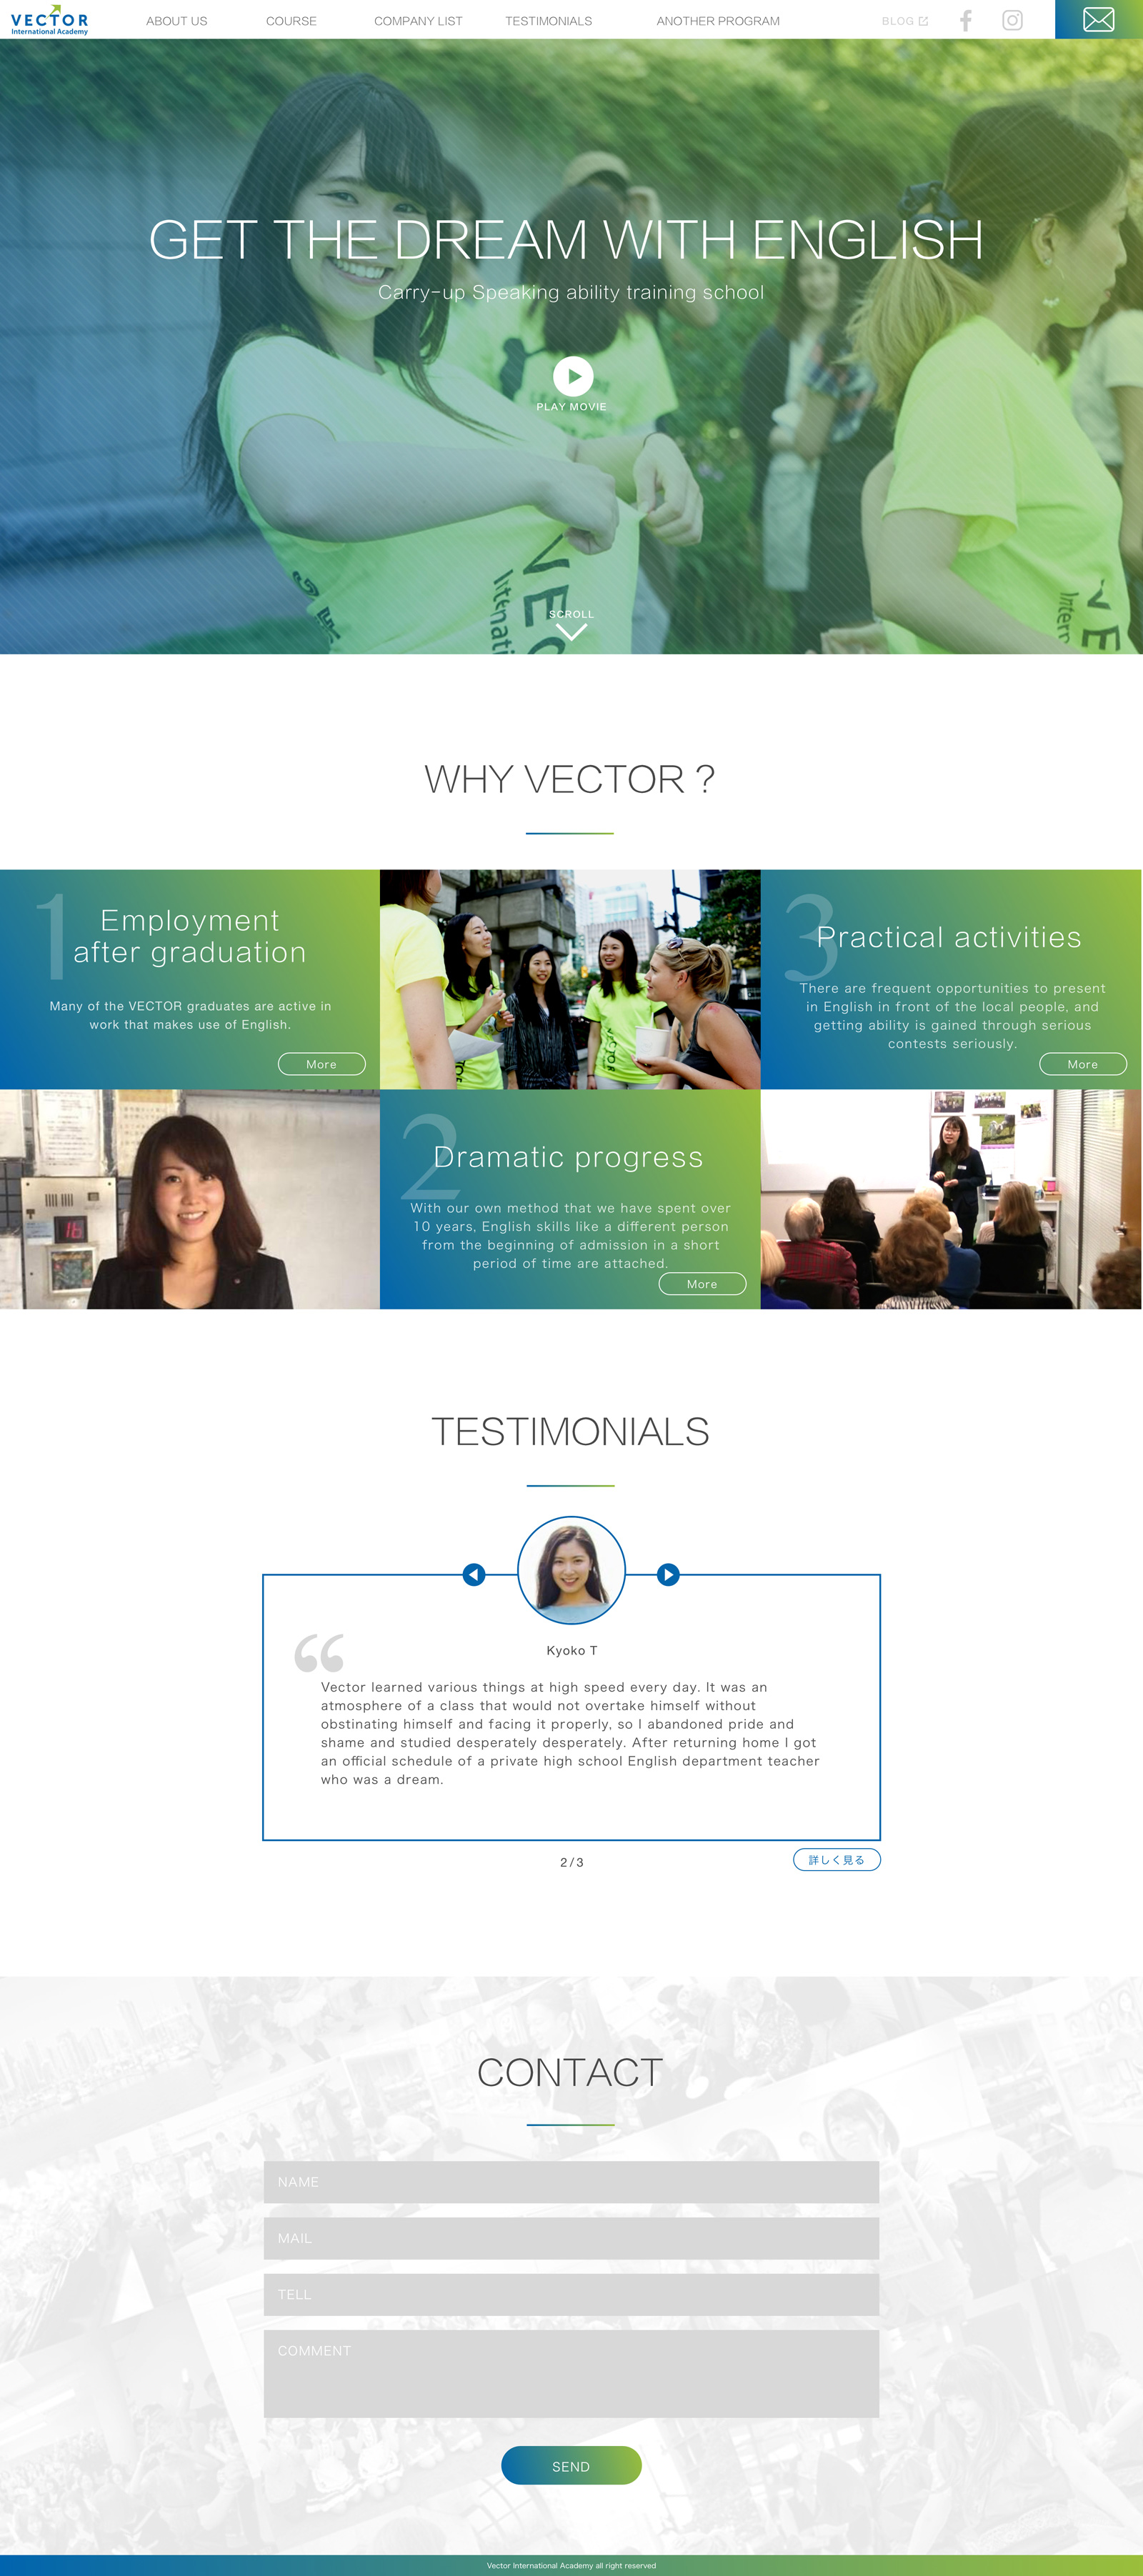 VECTOR
International Academy
ABOUT US
COURSE
COMPANY LIST
TESTIMONIALS
ANOTHER PROGRAM
BLOG
GET THE DREAM WITH ENGLISH
Carry-up Speaking ability training school
PLAY MOVIE
SCROLL
WHY VECTOR ?
1
Employment
after graduation
Many of the VECTOR graduates are active in
work that makes use of English.
More
3
Practical activities
There are frequent opportunities to present
in English in front of the local people, and
getting ability is gained through serious
contests seriously.
More
16
2
Dramatic progress
With our own method that we have spent over
10 years, English skills like a different person
from the beginning of admission in a short
period of time are attached.
More
TESTIMONIALS
Kyoko T
“
Vector learned various things at high speed every day. It was an
atmosphere of a class that would not overtake himself without
obstinating himself and facing it properly, so I abandoned pride and
shame and studied desperately desperately. After returning home I got
an official schedule of a private high school English department teacher
who was a dream.
2/3
詳しく見る
CONTACT
NAME
MAIL
TELL
COMMENT
SEND
Vector International Academy all right reserved